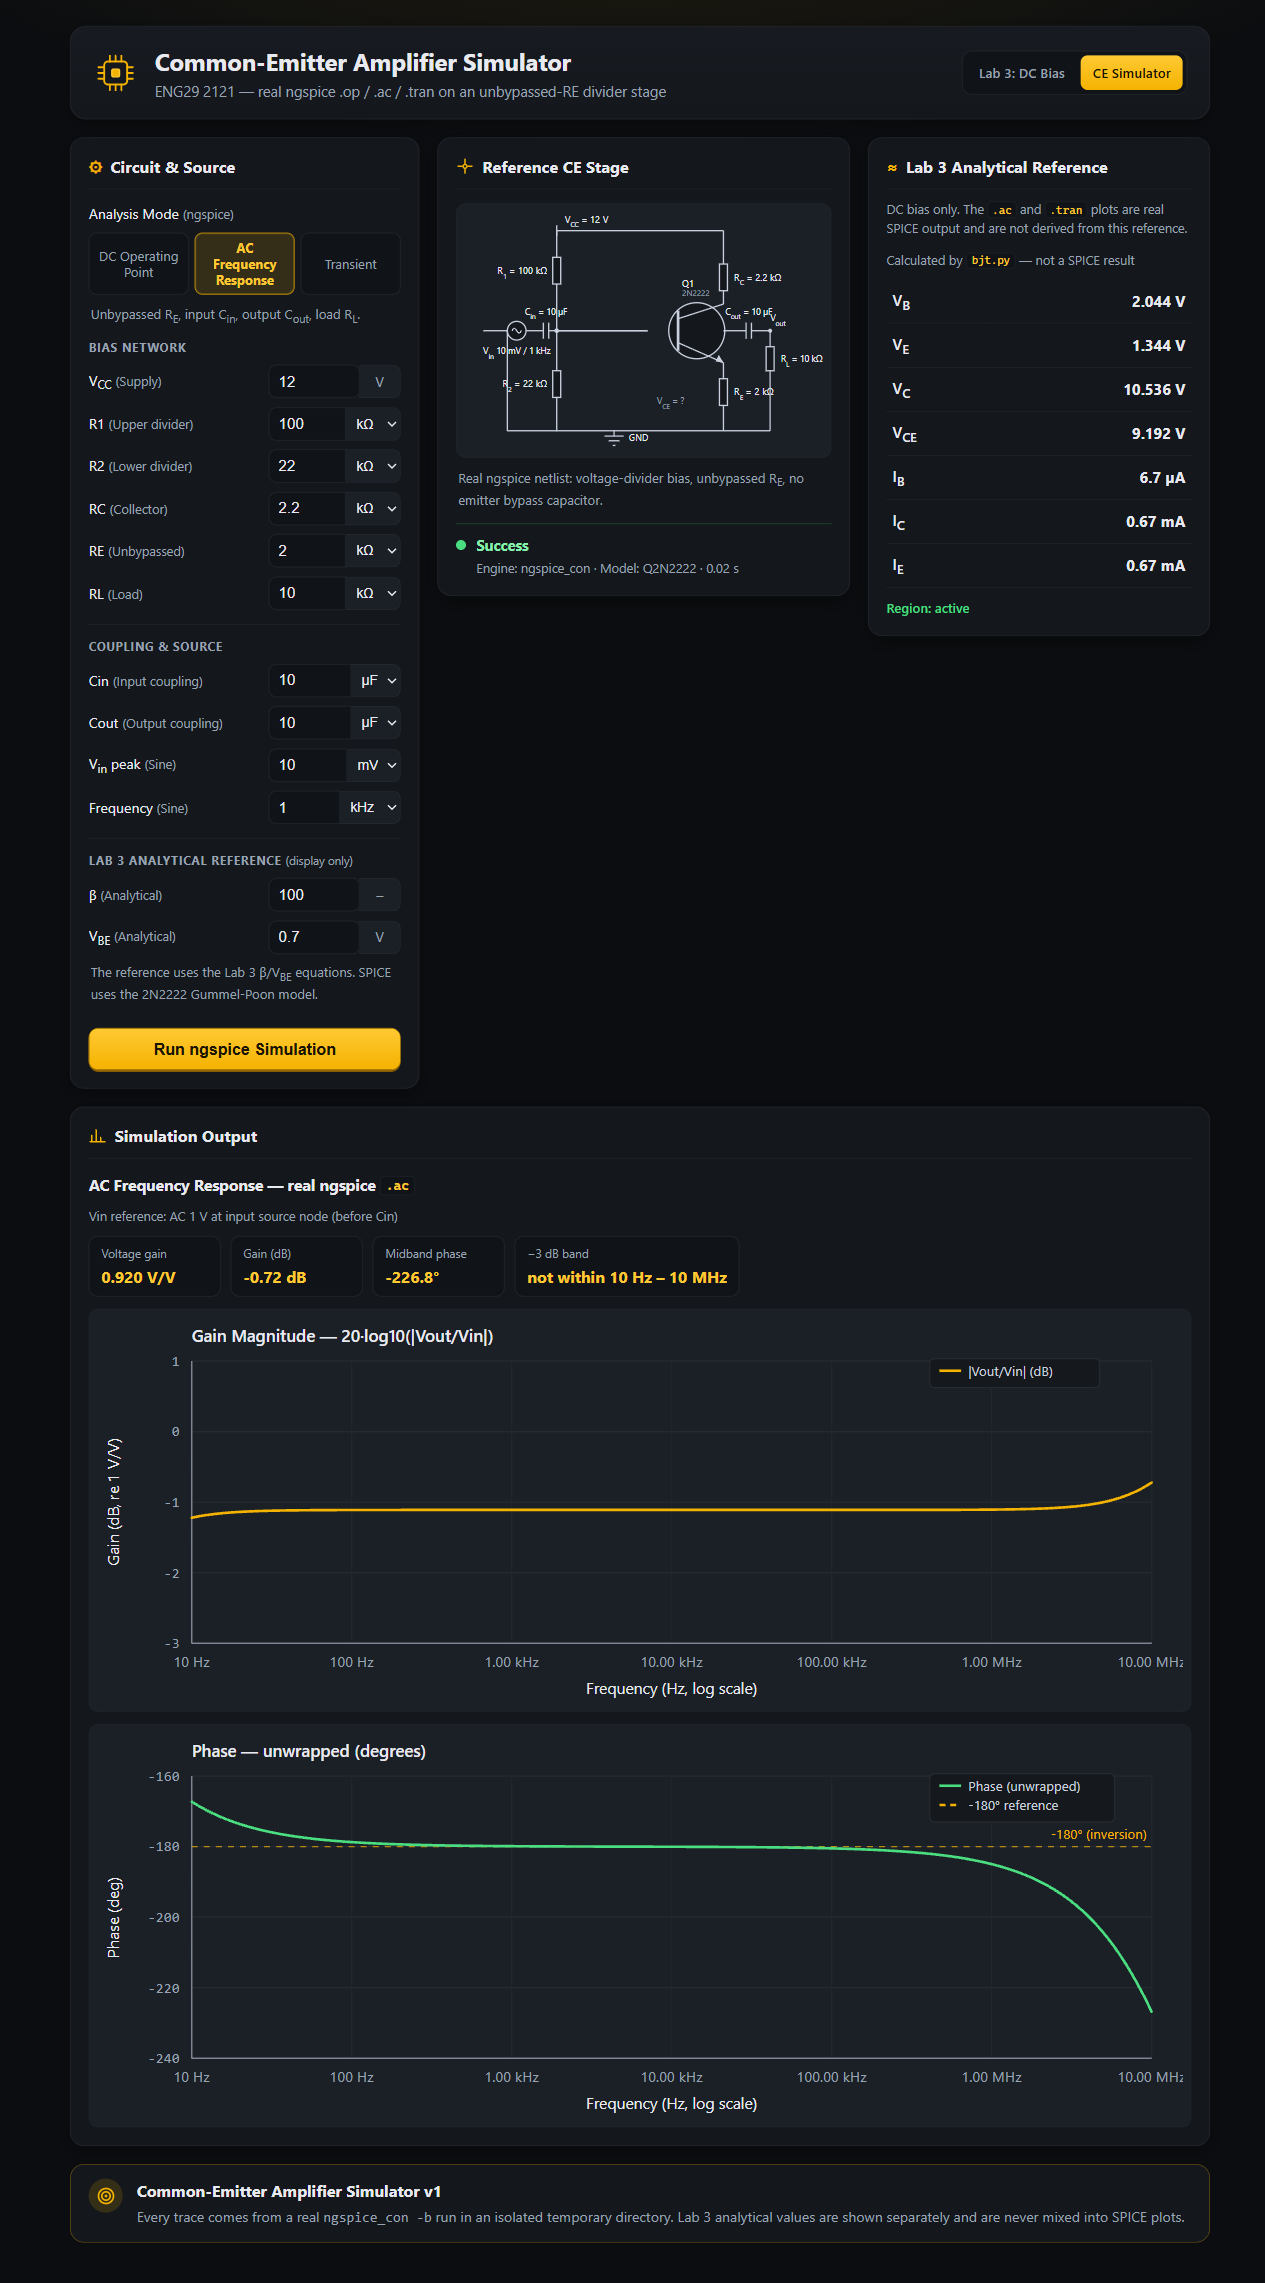 Common-Emitter Amplifier Simulator
ENG29 2121 — real ngspice .op / .ac / .tran on an unbypassed-RE divider stage
Lab 3: DC Bias
CE Simulator
Circuit & Source
Analysis Mode (ngspice)
DC Operating
Point
AC
Frequency
Response
Transient
Unbypassed RE, input Cin, output Cout, load RL.
BIAS NETWORK
VCC (Supply) 12 V
R1 (Upper divider) 100 kΩ
R2 (Lower divider) 22 kΩ
RC (Collector) 2.2 kΩ
RE (Unbypassed) 2 kΩ
RL (Load) 10 kΩ
COUPLING & SOURCE
Cin (Input coupling) 10 µF
Cout (Output coupling) 10 µF
Vin peak (Sine) 10 mV
Frequency (Sine) 1 kHz
LAB 3 ANALYTICAL REFERENCE (display only)
β (Analytical) 100 –
VBE (Analytical) 0.7 V
The reference uses the Lab 3 β/VBE equations. SPICE
uses the 2N2222 Gummel-Poon model.
Run ngspice Simulation
Reference CE Stage
VCC = 12 V
R1 = 100 kΩ
RC = 2.2 kΩ
Q1
2N2222
Cin = 10 µF
Cout = 10 µF
Vout
Vin 10 mV / 1 kHz
RL = 10 kΩ
R2 = 22 kΩ
RE = 2 kΩ
VCE = ?
GND
Real ngspice netlist: voltage-divider bias, unbypassed RE, no
emitter bypass capacitor.
Success
Engine: ngspice_con · Model: Q2N2222 · 0.02 s
≈ Lab 3 Analytical Reference
DC bias only. The .ac and .tran plots are real
SPICE output and are not derived from this reference.
Calculated by bjt.py — not a SPICE result
VB 2.044 V
VE 1.344 V
VC 10.536 V
VCE 9.192 V
IB 6.7 µA
IC 0.67 mA
IE 0.67 mA
Region: active
Simulation Output
AC Frequency Response — real ngspice .ac
Vin reference: AC 1 V at input source node (before Cin)
Voltage gain
0.920 V/V
Gain (dB)
-0.72 dB
Midband phase
-226.8°
−3 dB band
not within 10 Hz – 10 MHz
Gain Magnitude — 20·log10(|Vout/Vin|)
|Vout/Vin| (dB)
Gain (dB, re 1 V/V)
1
0
-1
-2
-3
10 Hz 100 Hz 1.00 kHz 10.00 kHz 100.00 kHz 1.00 MHz 10.00 MHz
Frequency (Hz, log scale)
Phase — unwrapped (degrees)
Phase (unwrapped)
-180° reference
-180° (inversion)
Phase (deg)
-160
-180
-200
-220
-240
10 Hz 100 Hz 1.00 kHz 10.00 kHz 100.00 kHz 1.00 MHz 10.00 MHz
Frequency (Hz, log scale)
Common-Emitter Amplifier Simulator v1
Every trace comes from a real ngspice_con -b run in an isolated temporary directory. Lab 3 analytical values are shown separately and are never mixed into SPICE plots.